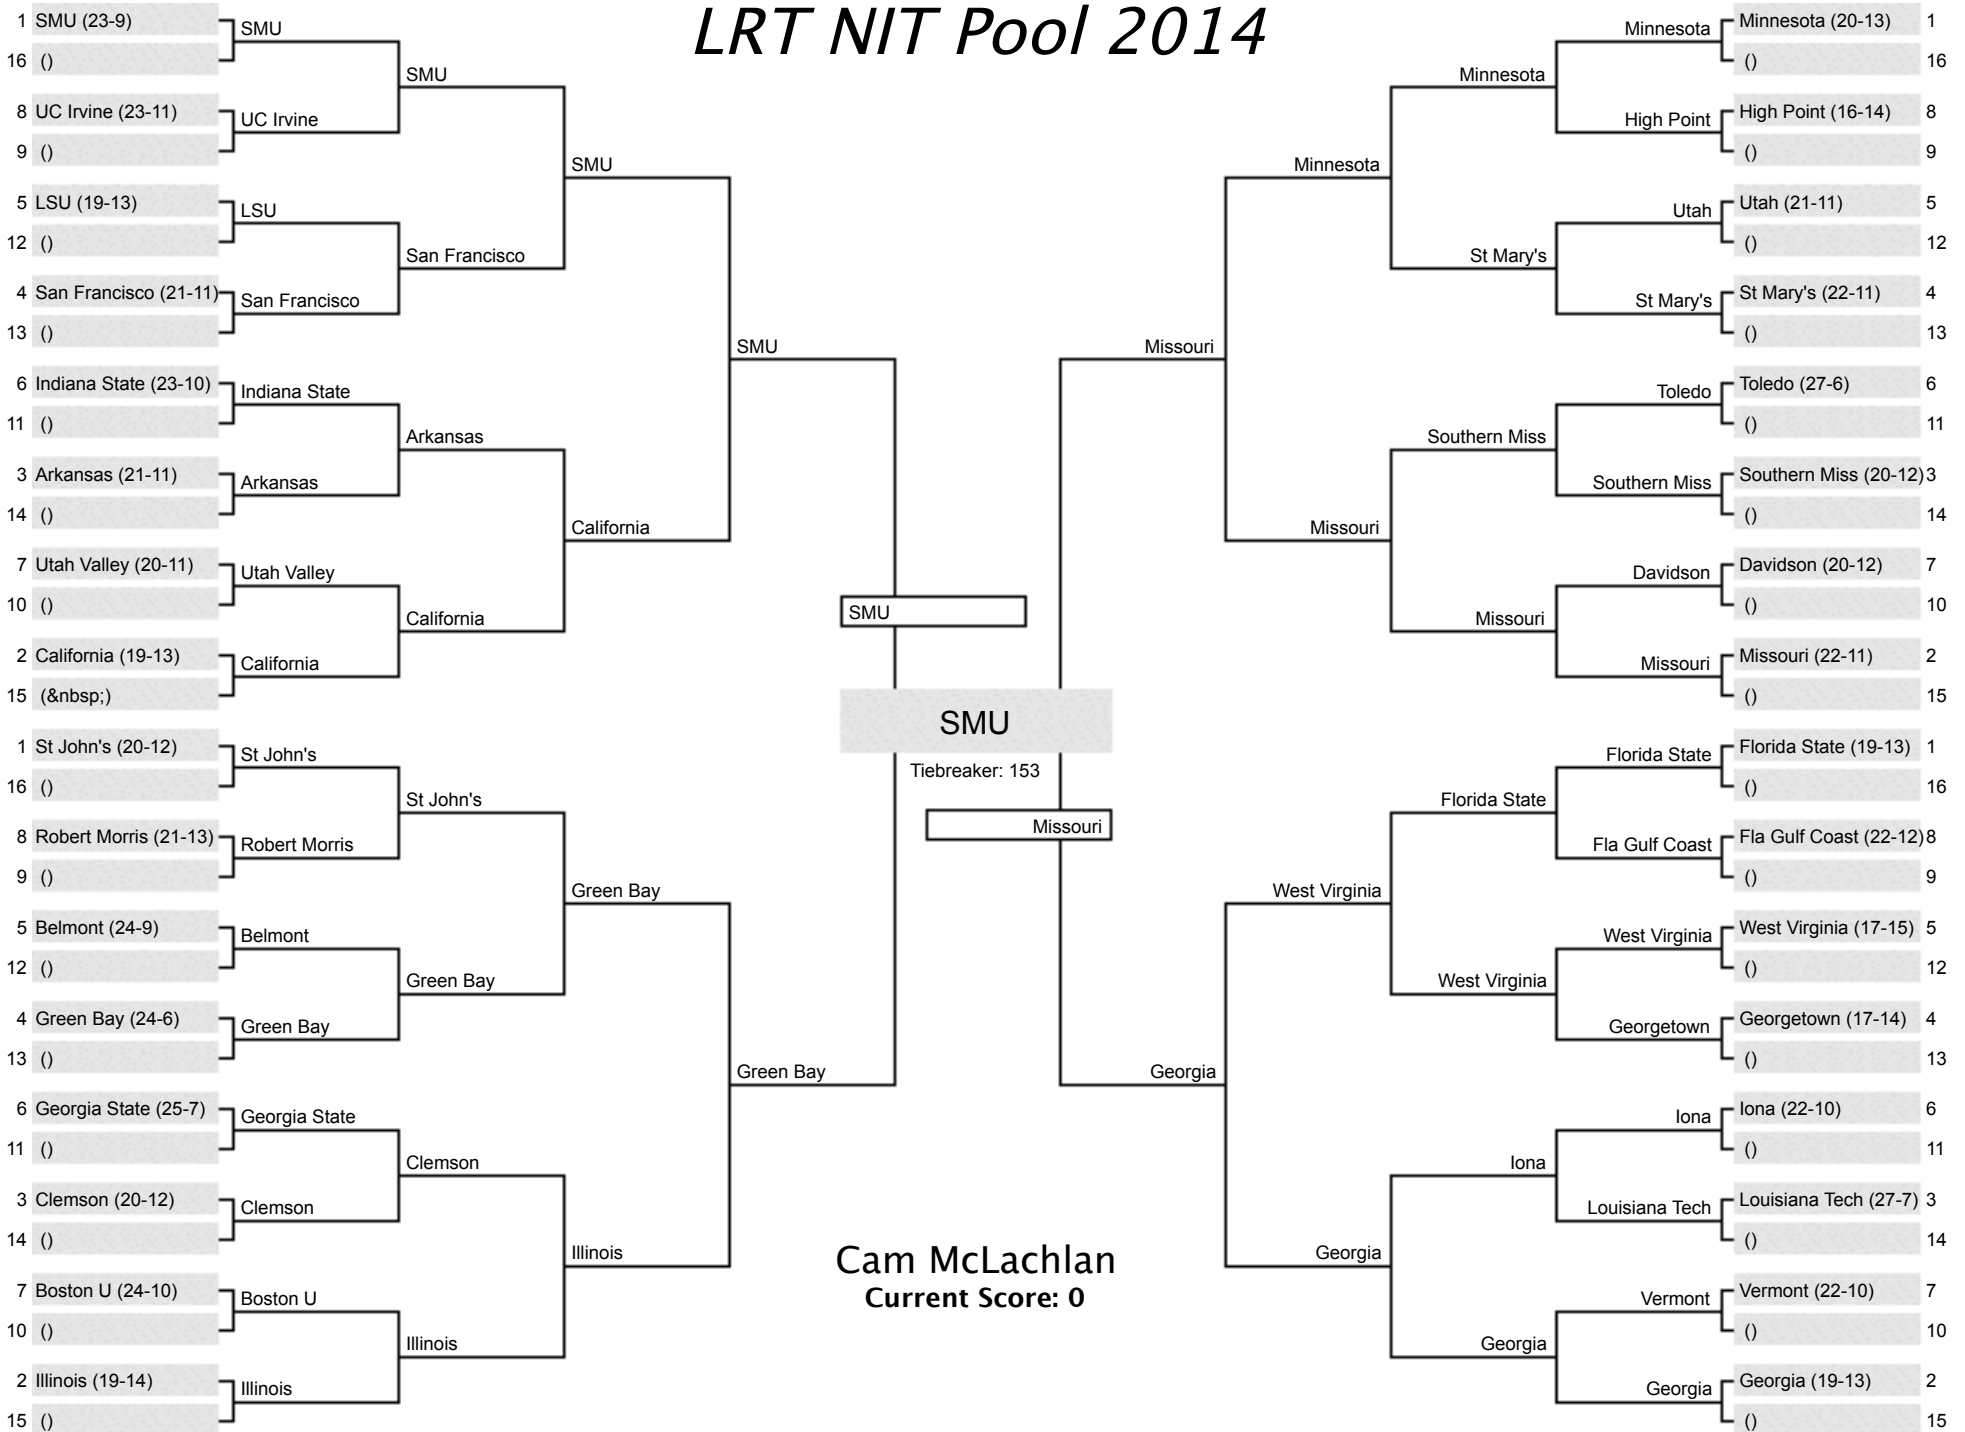 LRT NIT Pool 2014
1 SMU (23-9)
16 ()
8 UC Irvine (23-11)
9 ()
5 LSU (19-13)
12 ()
4 San Francisco (21-11)
13 ()
6 Indiana State (23-10)
11 ()
3 Arkansas (21-11)
14 ()
7 Utah Valley (20-11)
10 ()
2 California (19-13)
15 (&nbsp;)
1 St John's (20-12)
16 ()
8 Robert Morris (21-13)
9 ()
5 Belmont (24-9)
12 ()
4 Green Bay (24-6)
13 ()
6 Georgia State (25-7)
11 ()
3 Clemson (20-12)
14 ()
7 Boston U (24-10)
10 ()
2 Illinois (19-14)
15 ()
SMU
UC Irvine
LSU
San Francisco
Indiana State
Arkansas
Utah Valley
California
St John's
Robert Morris
Belmont
Green Bay
Georgia State
Clemson
Boston U
Illinois
SMU
San Francisco
Arkansas
California
St John's
Green Bay
Clemson
Illinois
SMU
California
Green Bay
Illinois
SMU
Green Bay
SMU
SMU
Tiebreaker: 153
Missouri
Cam McLachlan
Current Score: 0
Missouri
Georgia
Minnesota
Missouri
West Virginia
Georgia
Minnesota
St Mary's
Southern Miss
Missouri
Florida State
West Virginia
Iona
Georgia
Minnesota
High Point
Utah
St Mary's
Toledo
Southern Miss
Davidson
Missouri
Florida State
Fla Gulf Coast
West Virginia
Georgetown
Iona
Louisiana Tech
Vermont
Georgia
Minnesota (20-13) 1
() 16
High Point (16-14) 8
() 9
Utah (21-11) 5
() 12
St Mary's (22-11) 4
() 13
Toledo (27-6) 6
() 11
Southern Miss (20-12) 3
() 14
Davidson (20-12) 7
() 10
Missouri (22-11) 2
() 15
Florida State (19-13) 1
() 16
Fla Gulf Coast (22-12) 8
() 9
West Virginia (17-15) 5
() 12
Georgetown (17-14) 4
() 13
Iona (22-10) 6
() 11
Louisiana Tech (27-7) 3
() 14
Vermont (22-10) 7
() 10
Georgia (19-13) 2
() 15